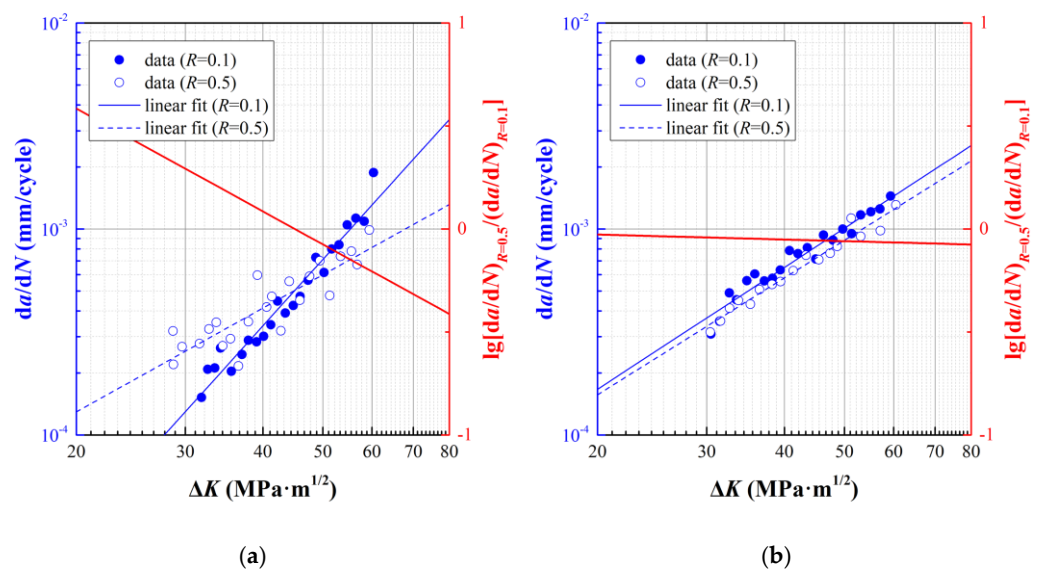 10⁻²
10⁻³
10⁻⁴
da/dN (mm/cycle)
data (R=0.1)
data (R=0.5)
linear fit (R=0.1)
linear fit (R=0.5)
1
0
-1
lg[da/dN)R=0.5/(da/dN)R=0.1]
20 30 40 50 60 70 80
ΔK (MPa·m1/2)
(a)
10⁻²
10⁻³
10⁻⁴
da/dN (mm/cycle)
data (R=0.1)
data (R=0.5)
linear fit (R=0.1)
linear fit (R=0.5)
1
0
-1
lg[da/dN)R=0.5/(da/dN)R=0.1]
20 30 40 50 60 70 80
ΔK (MPa·m1/2)
(b)